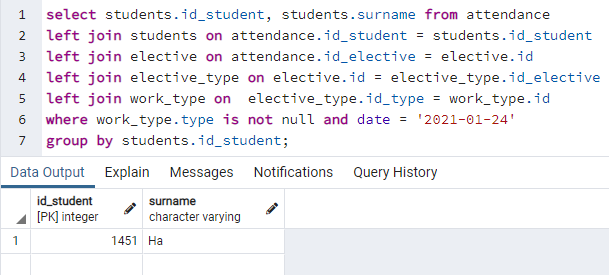 1 select students.id_student, students.surname from attendance
2 left join students on attendance.id_student = students.id_student
3 left join elective on attendance.id_elective = elective.id
4 left join elective_type on elective.id = elective_type.id_elective
5 left join work_type on  elective_type.id_type = work_type.id
6 where work_type.type is not null and date = '2021-01-24'
7 group by students.id_student;
Data Output Explain Messages Notifications Query History
id_student surname
[PK] integer character varying
1 1451 Ha